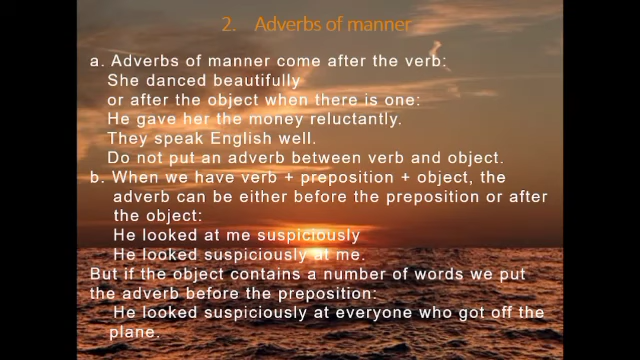 2. Adverbs of manner
a. Adverbs of manner come after the verb:
She danced beautifully
or after the object when there is one:
He gave her the money reluctantly.
They speak English well.
Do not put an adverb between verb and object.
b. When we have verb + preposition + object, the
adverb can be either before the preposition or after
the object:
He looked at me suspiciously
He looked suspiciously at me.
But if the object contains a number of words we put
the adverb before the preposition:
He looked suspiciously at everyone who got off the
plane.